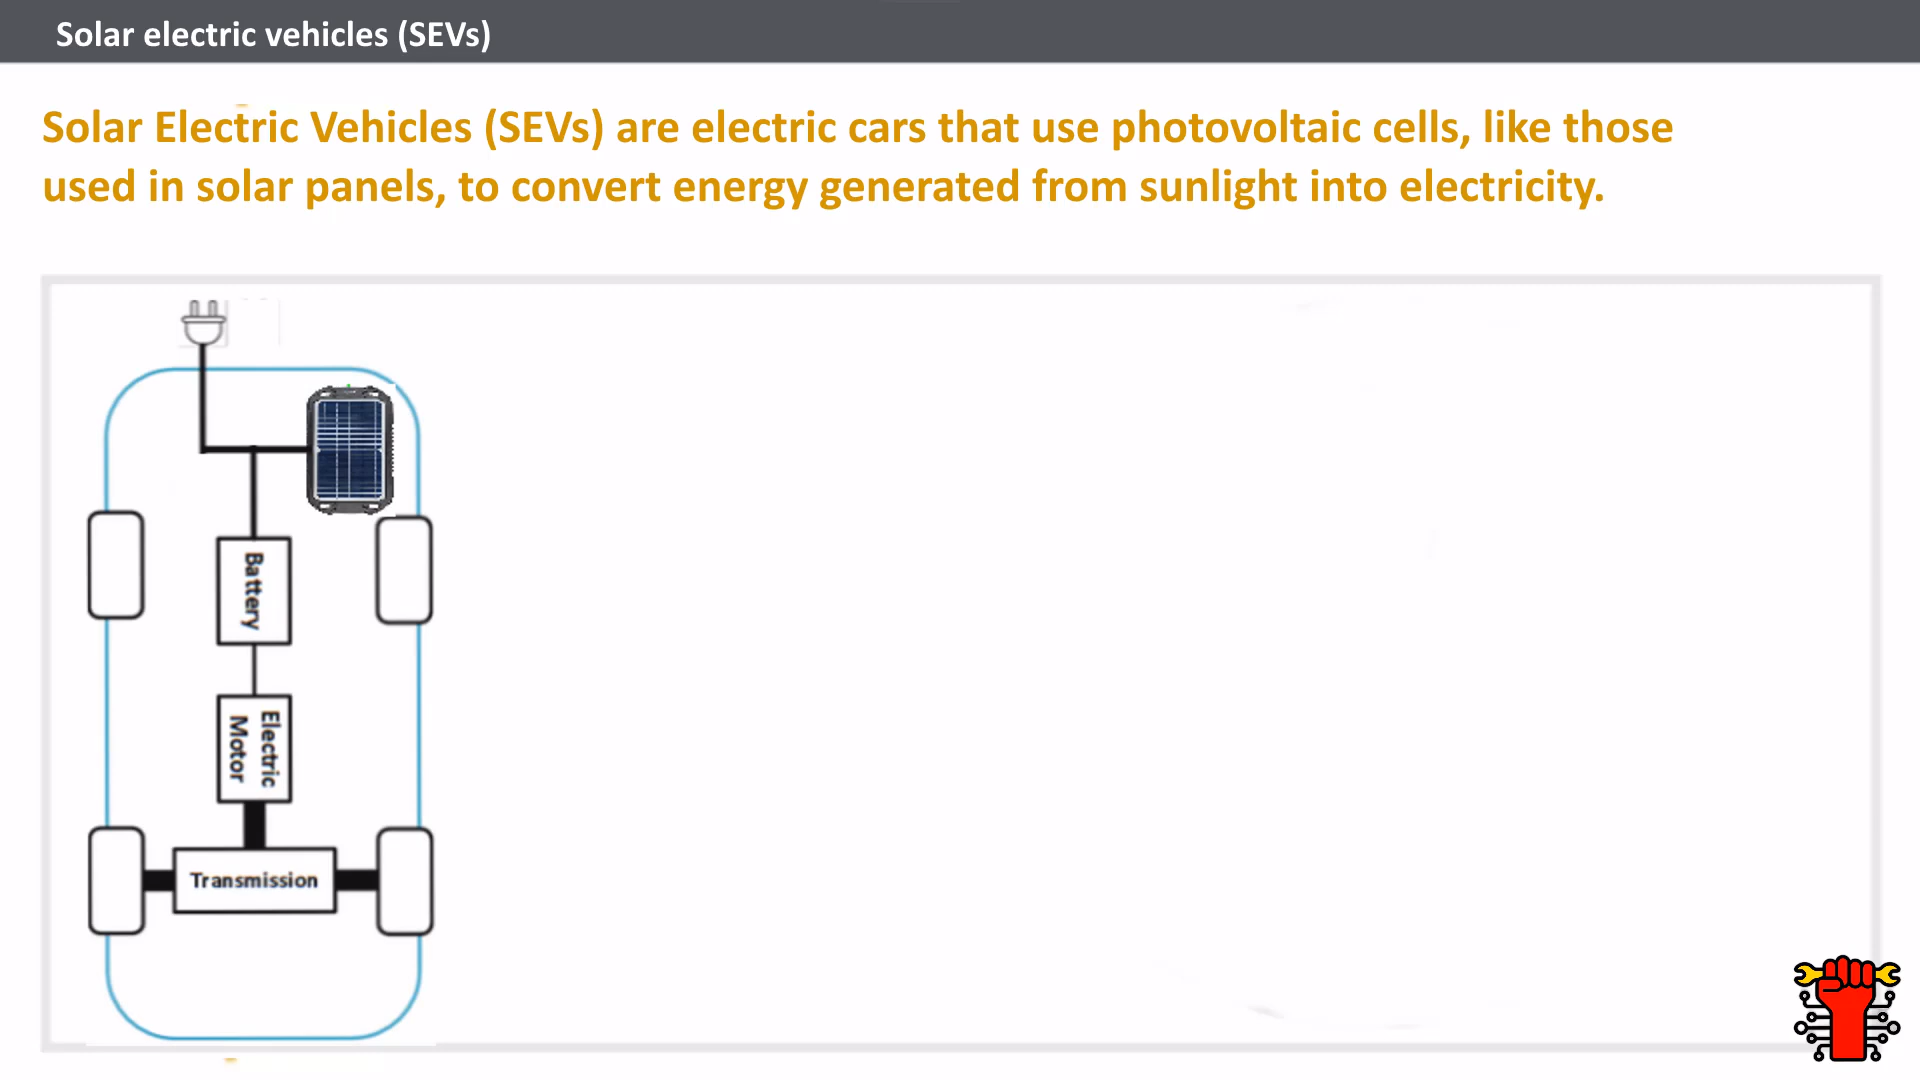 Solar electric vehicles (SEVs)
Solar Electric Vehicles (SEVs) are electric cars that use photovoltaic cells, like those
used in solar panels, to convert energy generated from sunlight into electricity.
Battery
Electric
Motor
Transmission